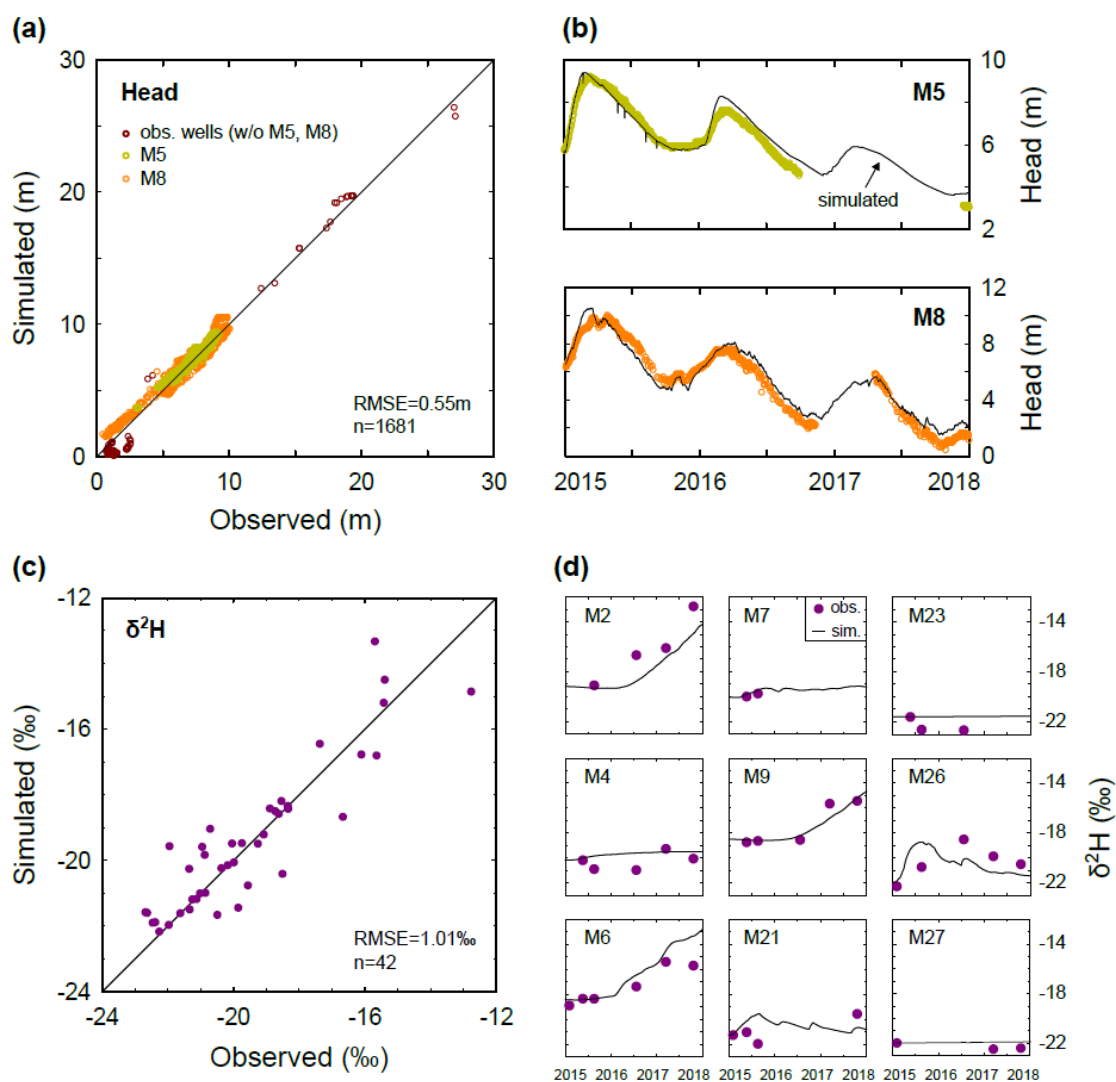 (a)
30
Head
obs. wells (w/o M5, M8)
M5
M8
20
10
0
Simulated (m)
RMSE=0.55m
n=1681
0 10 20 30
Observed (m)
(b)
M5
10
8
6
4
2
Head (m)
simulated
M8
12
8
4
0
Head (m)
2015 2016 2017 2018
(c)
-12
δ²H
-16
-20
-24
Simulated (‰)
RMSE=1.01‰
n=42
-24 -20 -16 -12
Observed (‰)
(d)
M2
M7
obs.
sim.
M23
-14
-18
-22
M4
M9
M26
-14
-18
-22
δ²H (‰)
M6
M21
M27
-14
-18
-22
2015 2016 2017 2018
2015 2016 2017 2018
2015 2016 2017 2018